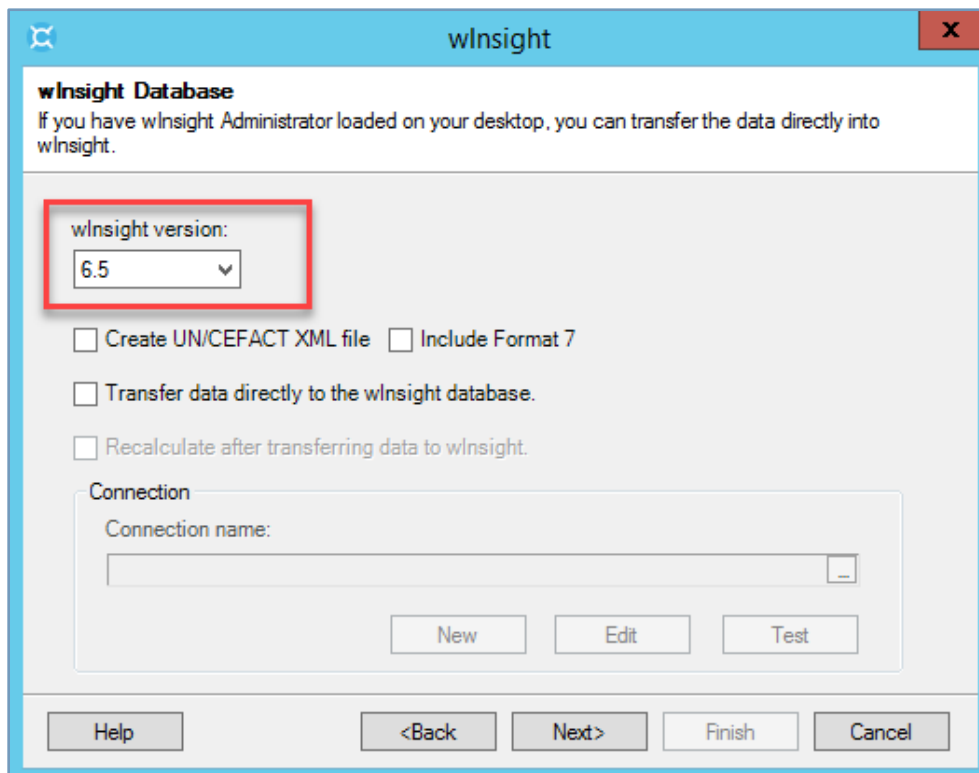 wInsight
x
wInsight Database
If you have wInsight Administrator loaded on your desktop, you can transfer the data directly into
wInsight.
wInsight version:
6.5
Create UN/CEFACT XML file Include Format 7
Transfer data directly to the wInsight database.
Recalculate after transferring data to wInsight.
Connection
Connection name:
...
New Edit Test
Help <Back Next> Finish Cancel